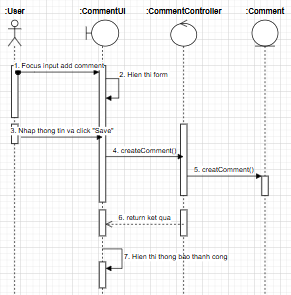 :User
:CommentUI
:CommentController
:Comment
1. Focus input add comment
2. Hien thi form
3. Nhap thong tin va click "Save"
4. createComment()
5. creatComment()
6. return ket qua
7. Hien thi thong bao thanh cong